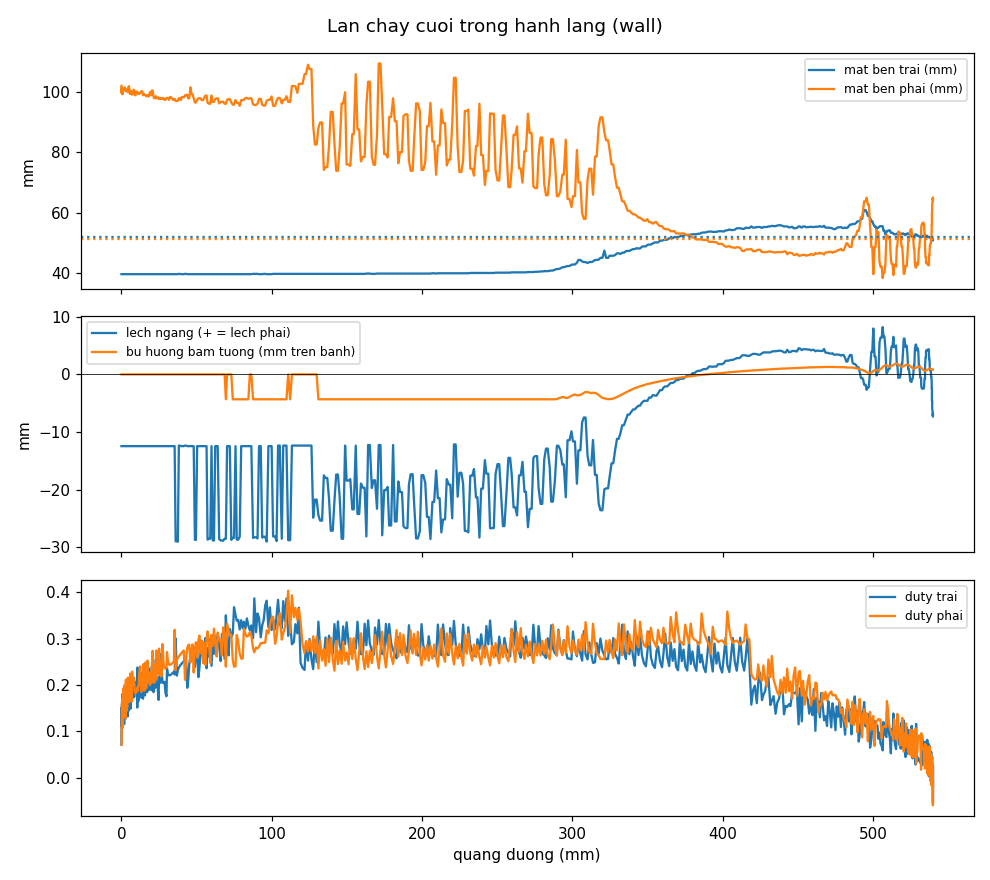 Lan chay cuoi trong hanh lang (wall)
mat ben trai (mm)
mat ben phai (mm)
100
80
60
40
mm
lech ngang (+ = lech phai)
bu huong bam tuong (mm tren banh)
10
0
−10
−20
−30
mm
duty trai
duty phai
0.4
0.3
0.2
0.1
0.0
0
100
200
300
400
500
quang duong (mm)